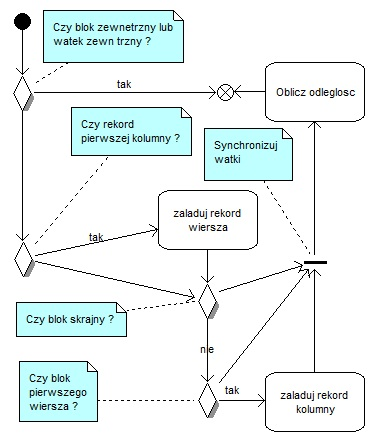 Czy blok zewnetrzny lub
watek zewn trzny ?
tak
Oblicz odleglosc
Czy rekord
pierwszej kolumny ?
Synchronizuj
watki
tak
zaladuj rekord
wiersza
Czy blok skrajny ?
nie
Czy blok
pierwszego
wiersza ?
tak
zaladuj rekord
kolumny